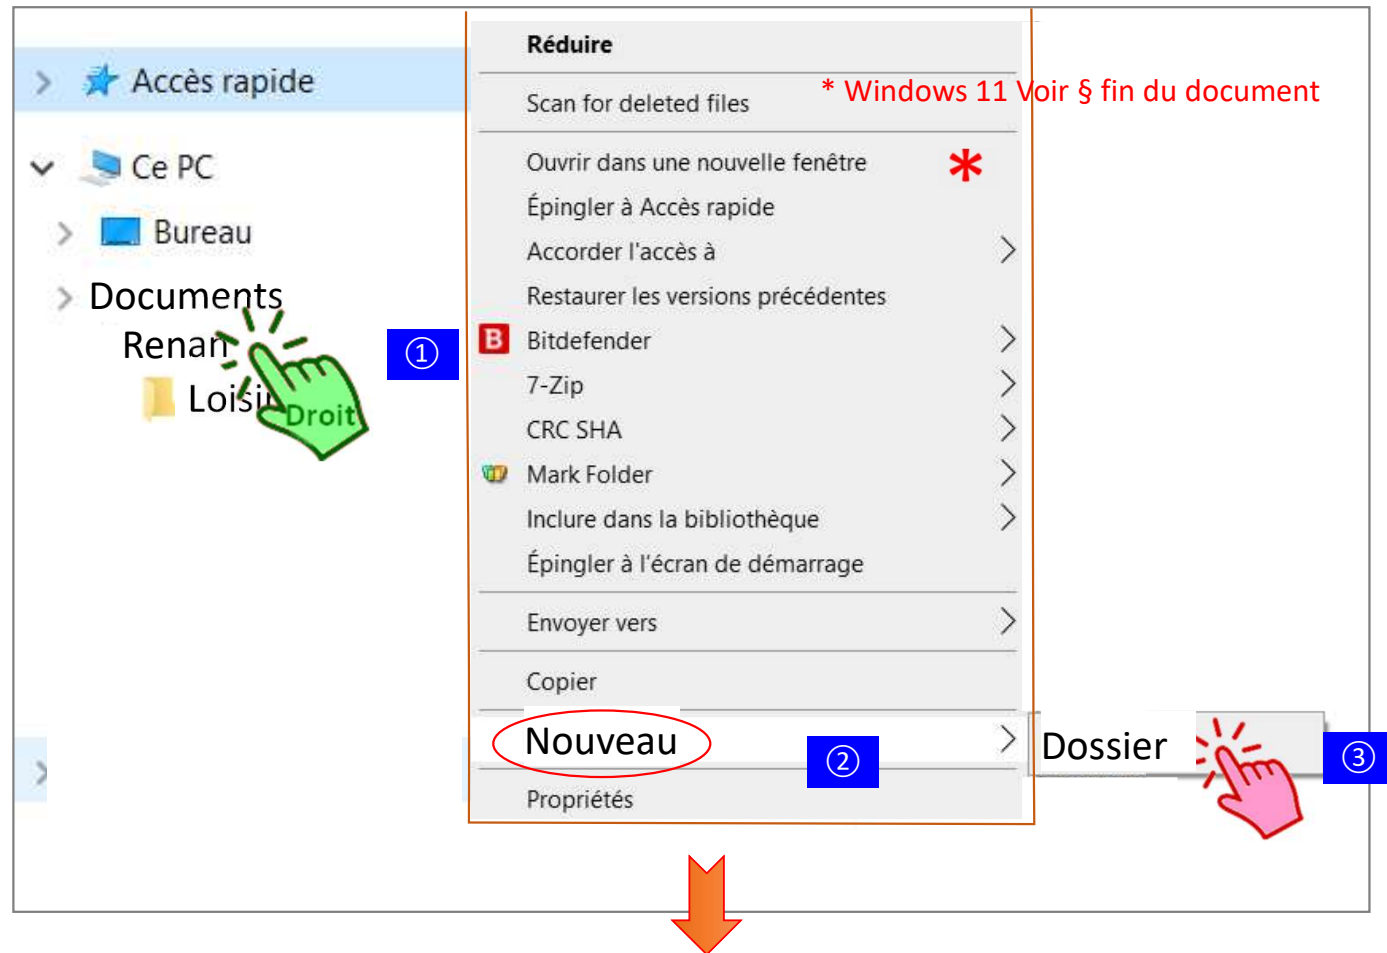 Accès rapide
Ce PC
Bureau
Documents
Renan
Droit
①
Réduire
* Windows 11 Voir § fin du document
Scan for deleted files
Ouvrir dans une nouvelle fenêtre *
Épingler à Accès rapide
Accorder l'accès à
Restaurer les versions précédentes
B Bitdefender
7-Zip
CRC SHA
Mark Folder
Inclure dans la bibliothèque
Épingler à l'écran de démarrage
Envoyer vers
Copier
Nouveau ② Dossier ③
Propriétés